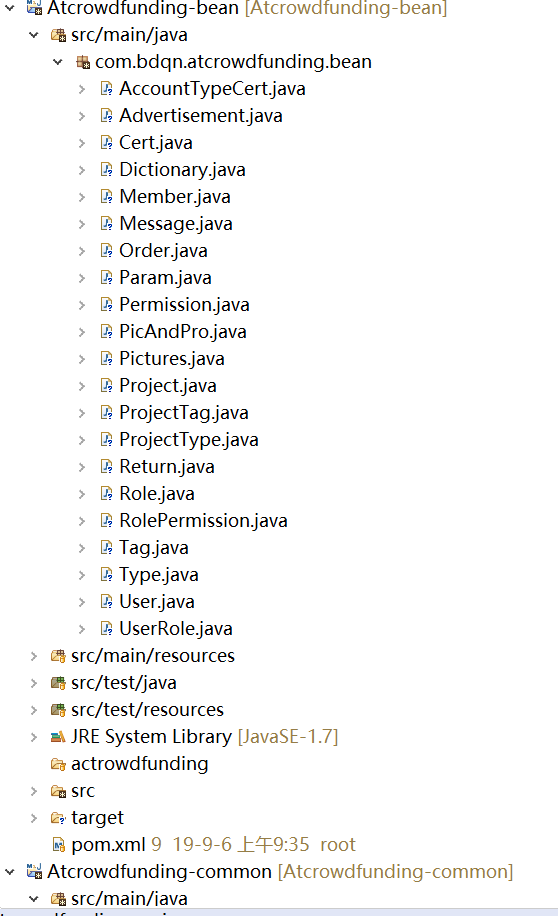 Atcrowdfunding-bean [Atcrowdfunding-bean]
src/main/java
com.bdqn.atcrowdfunding.bean
AccountTypeCert.java
Advertisement.java
Cert.java
Dictionary.java
Member.java
Message.java
Order.java
Param.java
Permission.java
PicAndPro.java
Pictures.java
Project.java
ProjectTag.java
ProjectType.java
Return.java
Role.java
RolePermission.java
Tag.java
Type.java
User.java
UserRole.java
src/main/resources
src/test/java
src/test/resources
JRE System Library [JavaSE-1.7]
actrowdfunding
src
target
pom.xml 9 19-9-6 上午9:35 root
Atcrowdfunding-common [Atcrowdfunding-common]
src/main/java